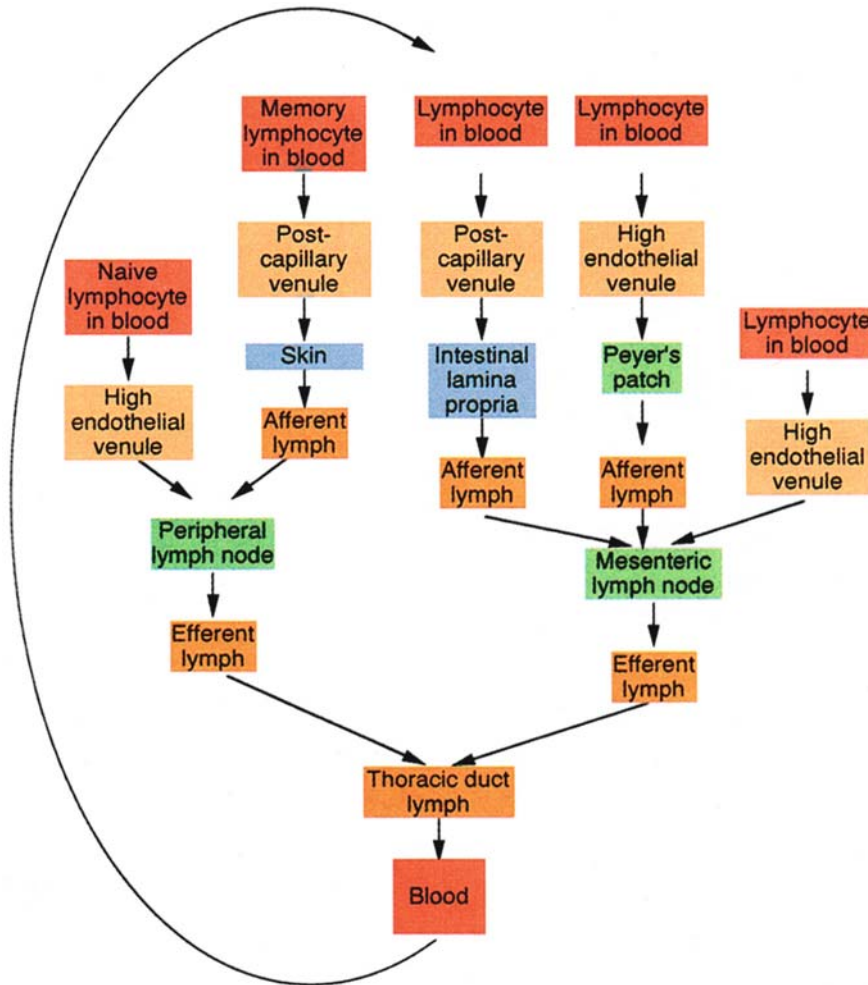 Memory
lymphocyte
in blood
Lymphocyte
in blood
Lymphocyte
in blood
Post-
capillary
venule
Post-
capillary
venule
High
endothelial
venule
Naive
lymphocyte
in blood
Lymphocyte
in blood
Skin
Intestinal
lamina
propria
Peyer's
patch
High
endothelial
venule
Afferent
lymph
High
endothelial
venule
Afferent
lymph
Afferent
lymph
Peripheral
lymph node
Mesenteric
lymph node
Efferent
lymph
Efferent
lymph
Thoracic duct
lymph
Blood